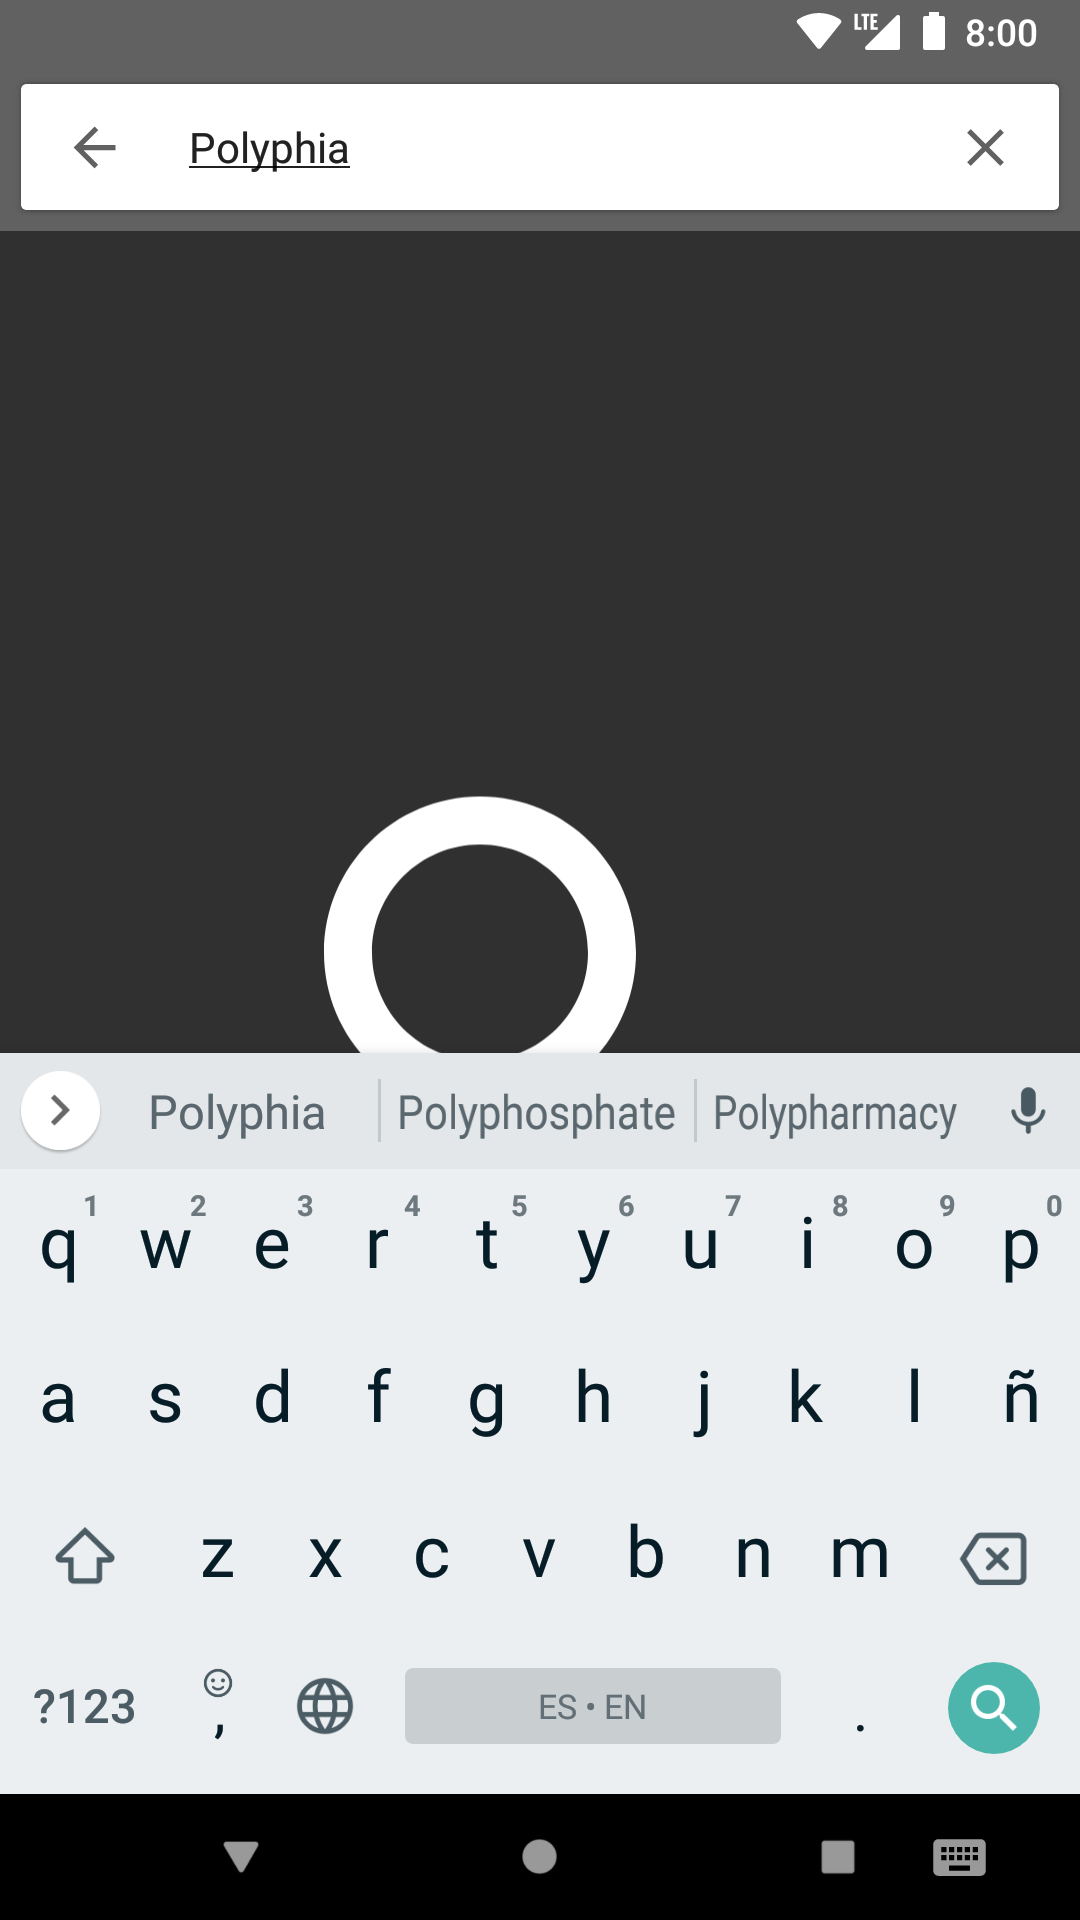 LTE 8:00
Polyphia
Polyphia Polyphosphate Polypharmacy
1 2 3 4 5 6 7 8 9 0
q w e r t y u i o p
a s d f g h j k l ñ
z x c v b n m
?123 , ES • EN .